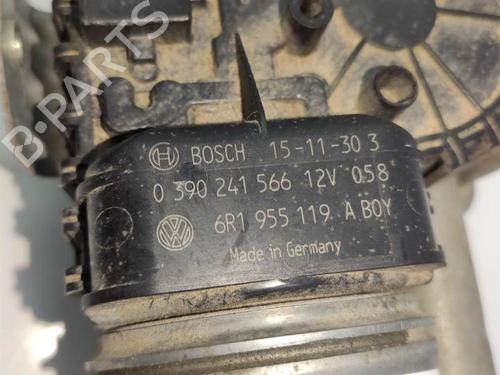 B-PARTS
BOSCH 15-11-30 3
0 390 241 566 12V 058
6R1 955 119 A BOY
Made in Germany